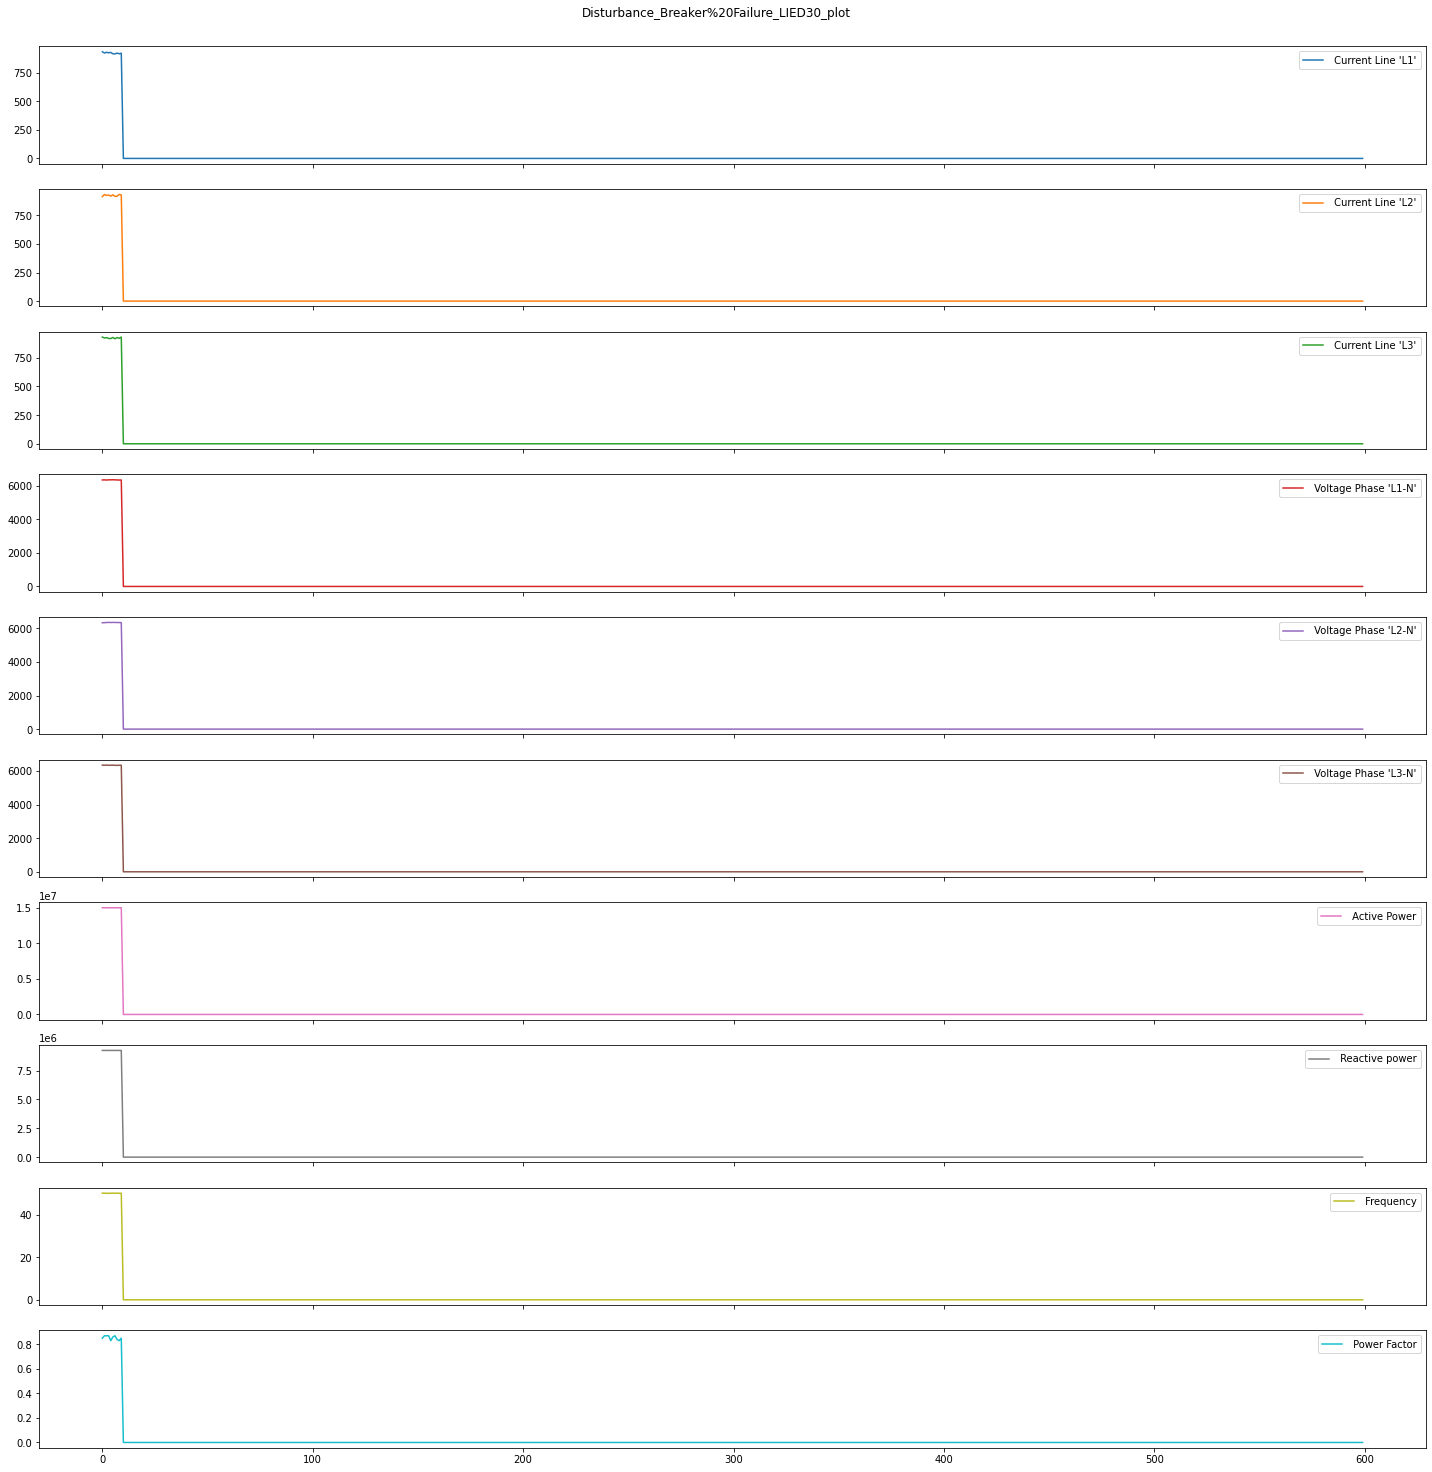 Disturbance_Breaker%20Failure_LIED30_plot
Current Line 'L1'
750
500
250
0
Current Line 'L2'
750
500
250
0
Current Line 'L3'
750
500
250
0
Voltage Phase 'L1-N'
6000
4000
2000
0
Voltage Phase 'L2-N'
6000
4000
2000
0
Voltage Phase 'L3-N'
6000
4000
2000
0
1e7
Active Power
1.5
1.0
0.5
0.0
1e6
Reactive power
7.5
5.0
2.5
0.0
Frequency
40
20
0
Power Factor
0.8
0.6
0.4
0.2
0.0
0 100 200 300 400 500 600